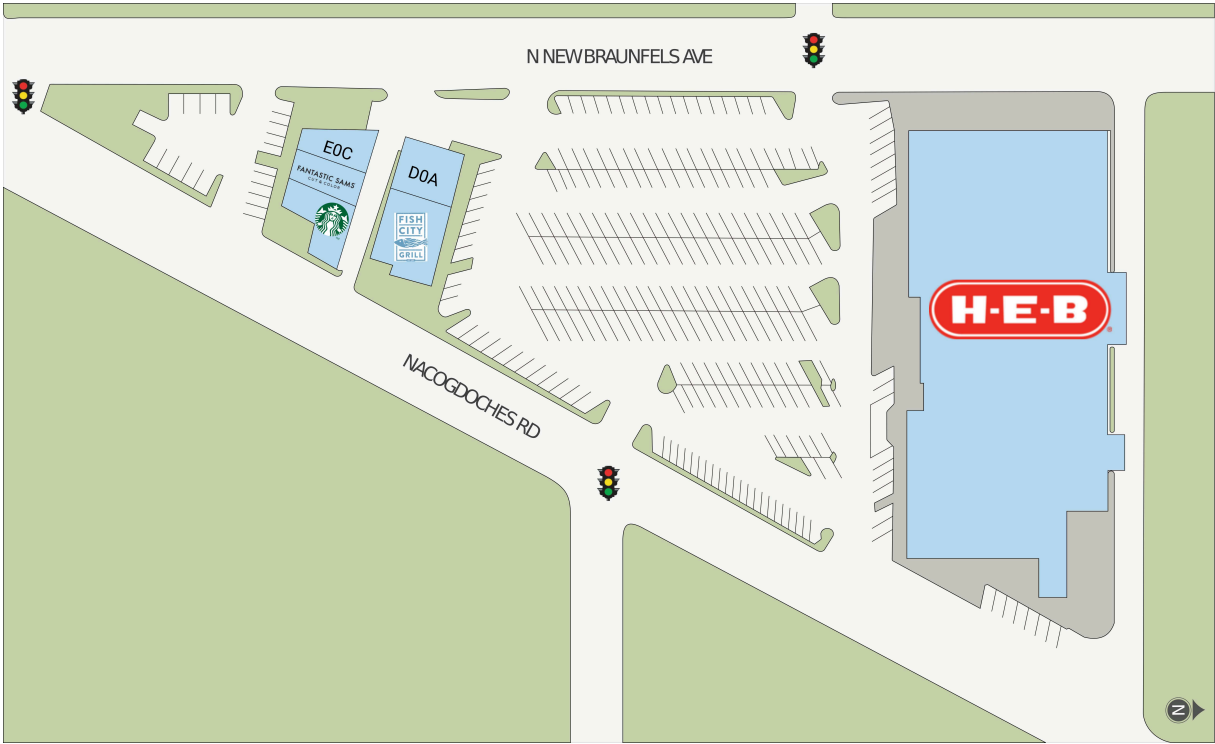 N NEW BRAUNFELS AVE
E0C
FANTASTIC SAMS
CUT & COLOR
D0A
FISH
CITY
GRILL
H-E-B
®
NACOGDOCHES RD
N